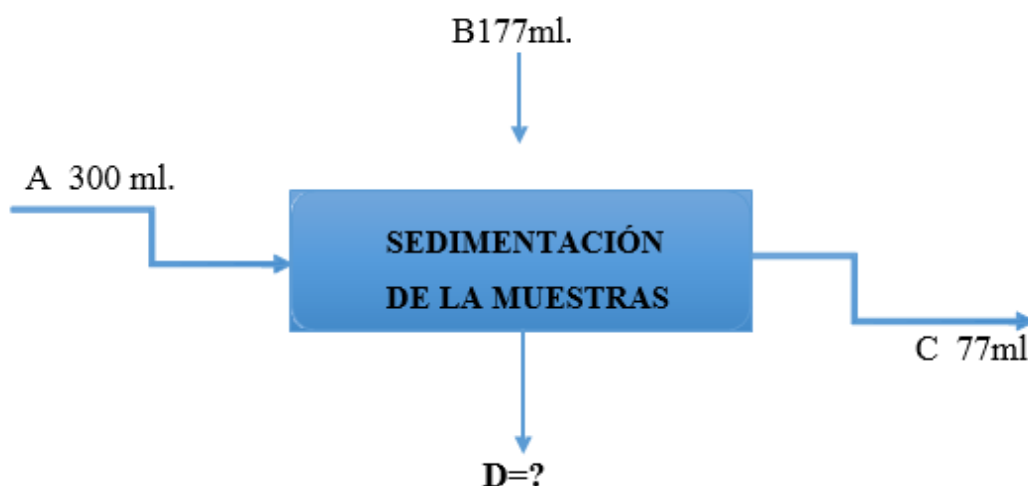 B177ml.
A 300 ml.
SEDIMENTACIÓN
DE LA MUESTRAS
C 77ml
D=?